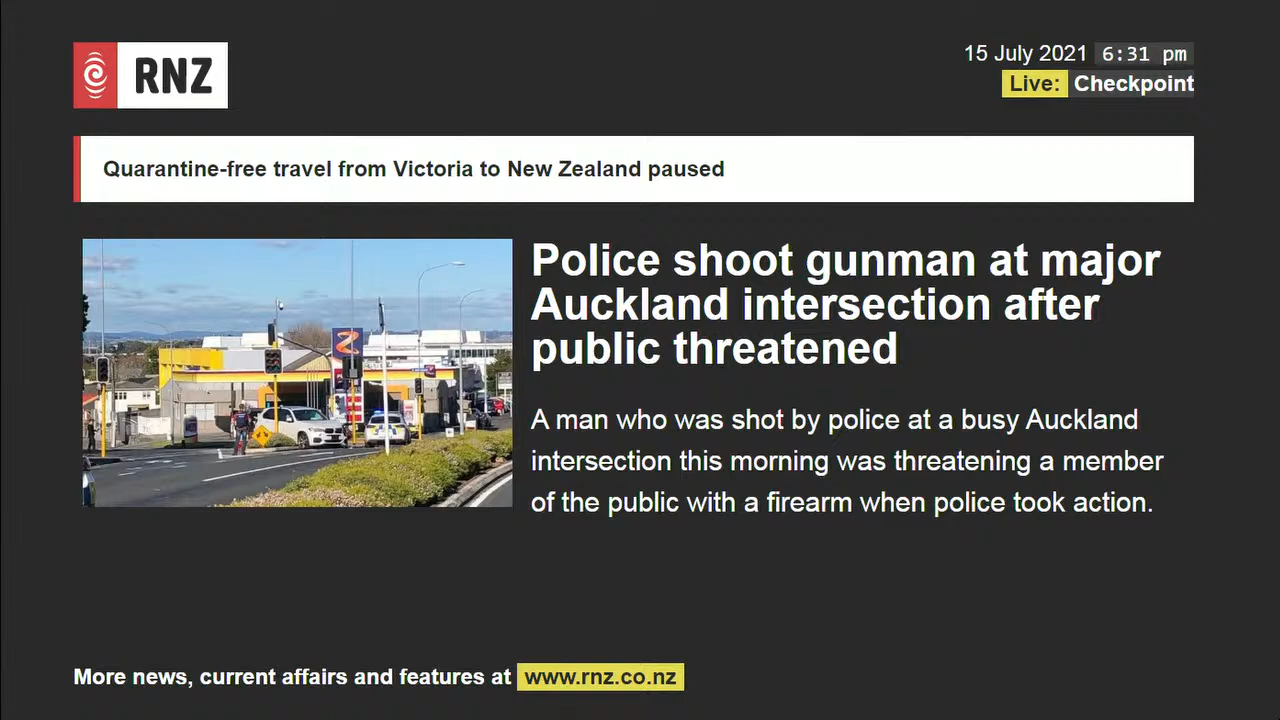 RNZ
15 July 2021 6:31 pm
Live: Checkpoint
Quarantine-free travel from Victoria to New Zealand paused
Police shoot gunman at major
Auckland intersection after
public threatened
A man who was shot by police at a busy Auckland
intersection this morning was threatening a member
of the public with a firearm when police took action.
More news, current affairs and features at www.rnz.co.nz